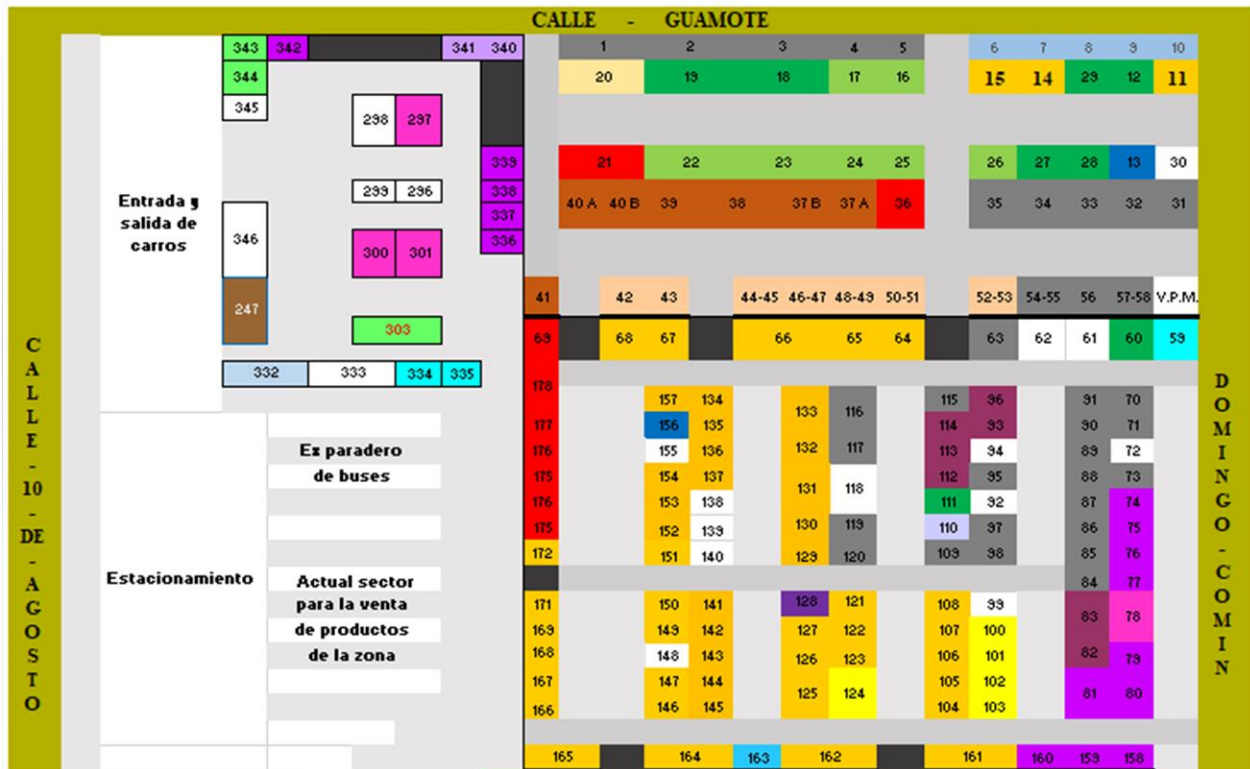 CALLE - GUAMOTE
343 342 341 340 1 2 3 4 5 6 7 8 9 10
344 20 19 18 17 16 15 14 29 12 11
345
298 297
339 21 22 23 24 25 26 27 28 13 30
299 296 338
Entrada y
salida de
carros
337 40 A 40 B 39 38 37 B 37 A 36 35 34 33 32 31
346 300 301 336
247 41 42 43 44-45 46-47 48-49 50-51 52-53 54-55 56 57-58 V.P.M.
303 69 68 67 66 65 64 63 62 61 60 59
332 333 334 335
178
157 134 133 116 115 96 91 70
177 156 135 114 93 90 71
Ex paradero
de buses
176 155 136 132 117 113 94 89 72
175 154 137 131 118 112 95 88 73
176 153 138 111 92 87 74
175 152 139 130 119 110 97 86 75
172 151 140 129 120 109 98 85 76
Estacionamiento
Actual sector
para la venta
de productos
de la zona
84 77
171 150 141 128 121 108 99 83 78
169 149 142 127 122 107 100
168 148 143 126 123 106 101 82 79
167 147 144 125 124 105 102 81 80
166 146 145 104 103
165 164 163 162 161 160 159 158
CALLE - 10 - DE - AGOSTO
DOMINGO - COMIN